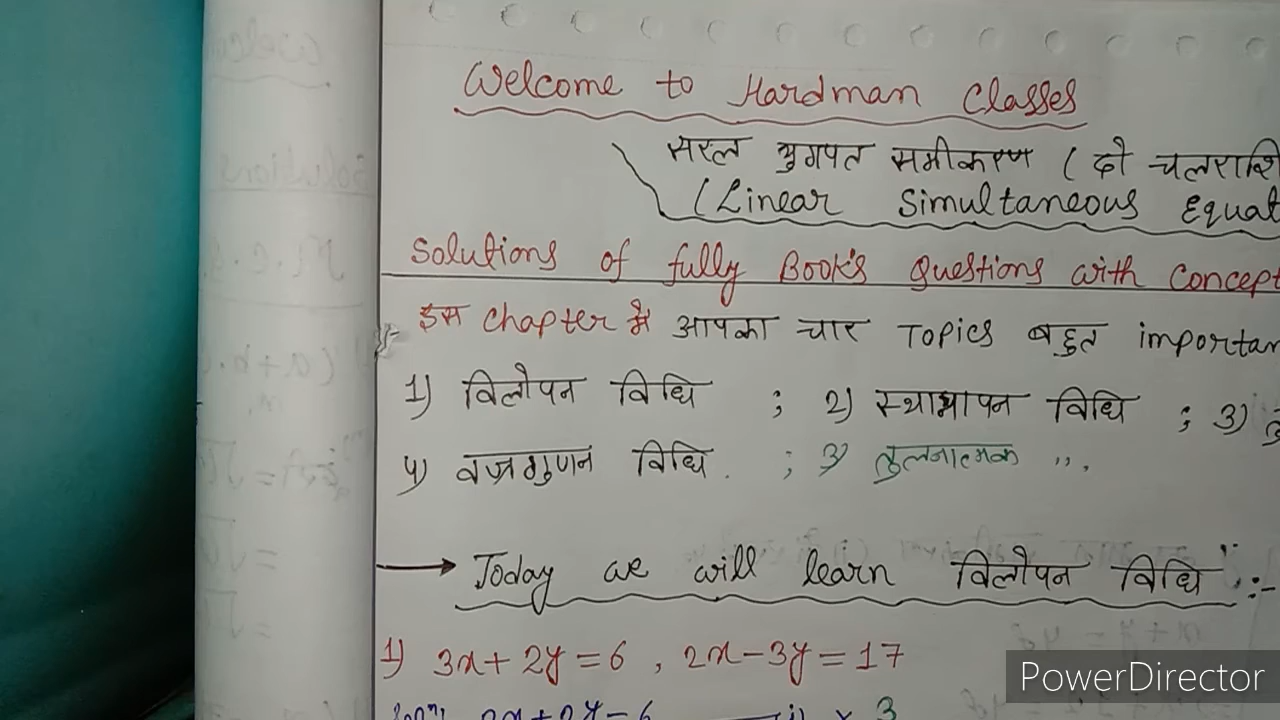 Welcome to Hardman Classes
सरल युगपत समीकरण ( दो चलराशि
(Linear Simultaneous Equat
Solutions of fully Book's Questions with Concept
इस Chapter में आपका चार Topics बहुत importan
1) विलोपन विधि ; 2) स्थाापन विधि ; 3)
4) वज्रगुणन विधि . ; 3) तुलनात्मक ,, .
→ Today we will learn विलोपन विधि :-
1) 3x + 2y = 6 , 2x - 3y = 17
PowerDirector